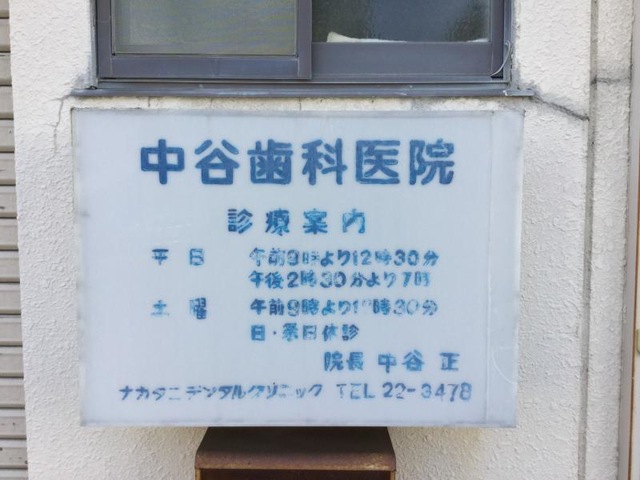 中谷歯科医院
診療案内
平日 午前9時より12時30分
午後2時30分より7時
土曜 午前9時より12時30分
日・祭日休診
院長 中谷 正
ナカタニデンタルクリニック TEL 22-3478